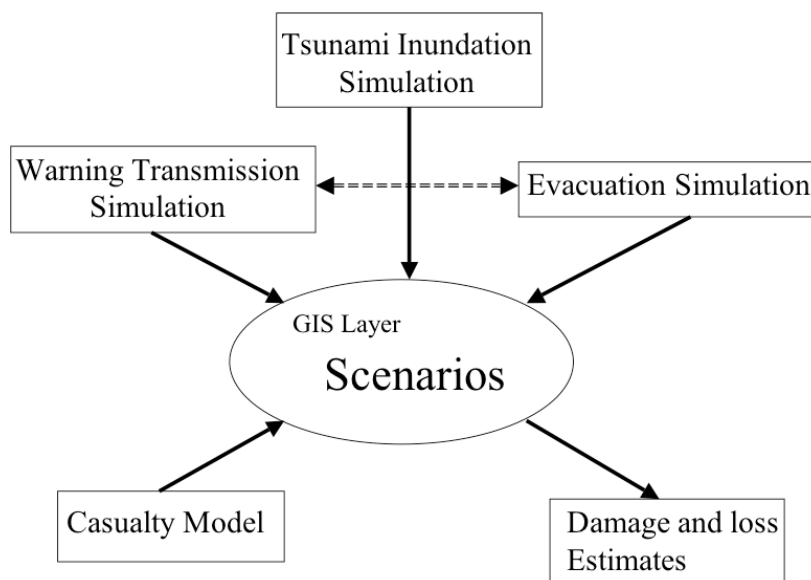 Tsunami Inundation
Simulation
Warning Transmission
Simulation
Evacuation Simulation
GIS Layer
Scenarios
Casualty Model
Damage and loss
Estimates